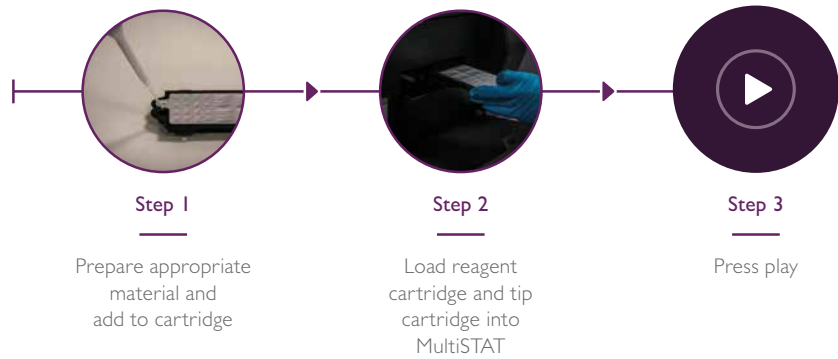 Step 1
Prepare appropriate
material and
add to cartridge
Step 2
Load reagent
cartridge and tip
cartridge into
MultiSTAT
Step 3
Press play